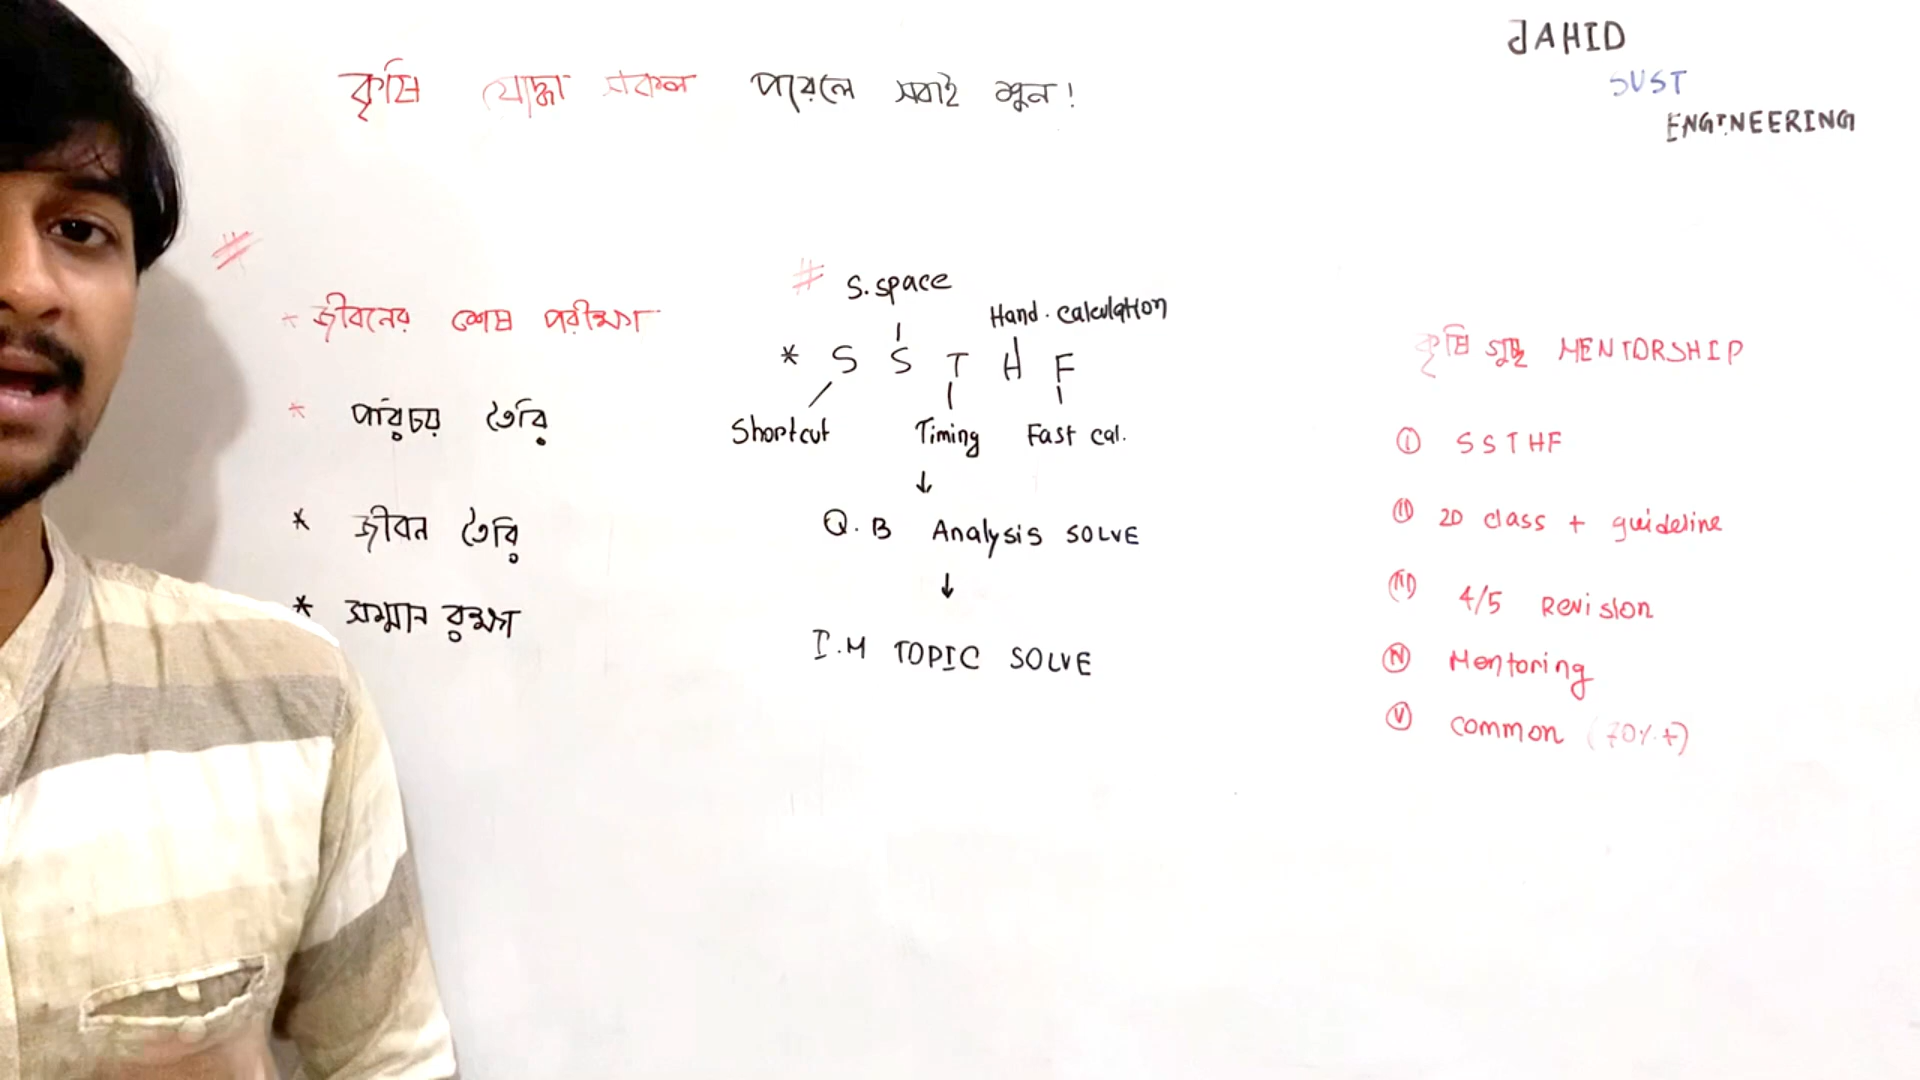 কৃষি যোদ্ধা সকল পারলে সবাই শুন!
JAHID
SUST
ENGINEERING
#
* জীবনের শেষ পরীক্ষা
* পরিচয় তৈরি
* জীবন তৈরি
* সম্মান রক্ষা
# S.space
Hand. calculation
* S S T H F
Shortcut Timing Fast cal.
↓
Q.B Analysis SOLVE
↓
I.M TOPIC SOLVE
কৃষি গুচ্ছ MENTORSHIP
(I) SSTHF
(II) 20 class + guideline
(III) 4/5 Revision
(IV) Mentoring
(V) common (70%+)